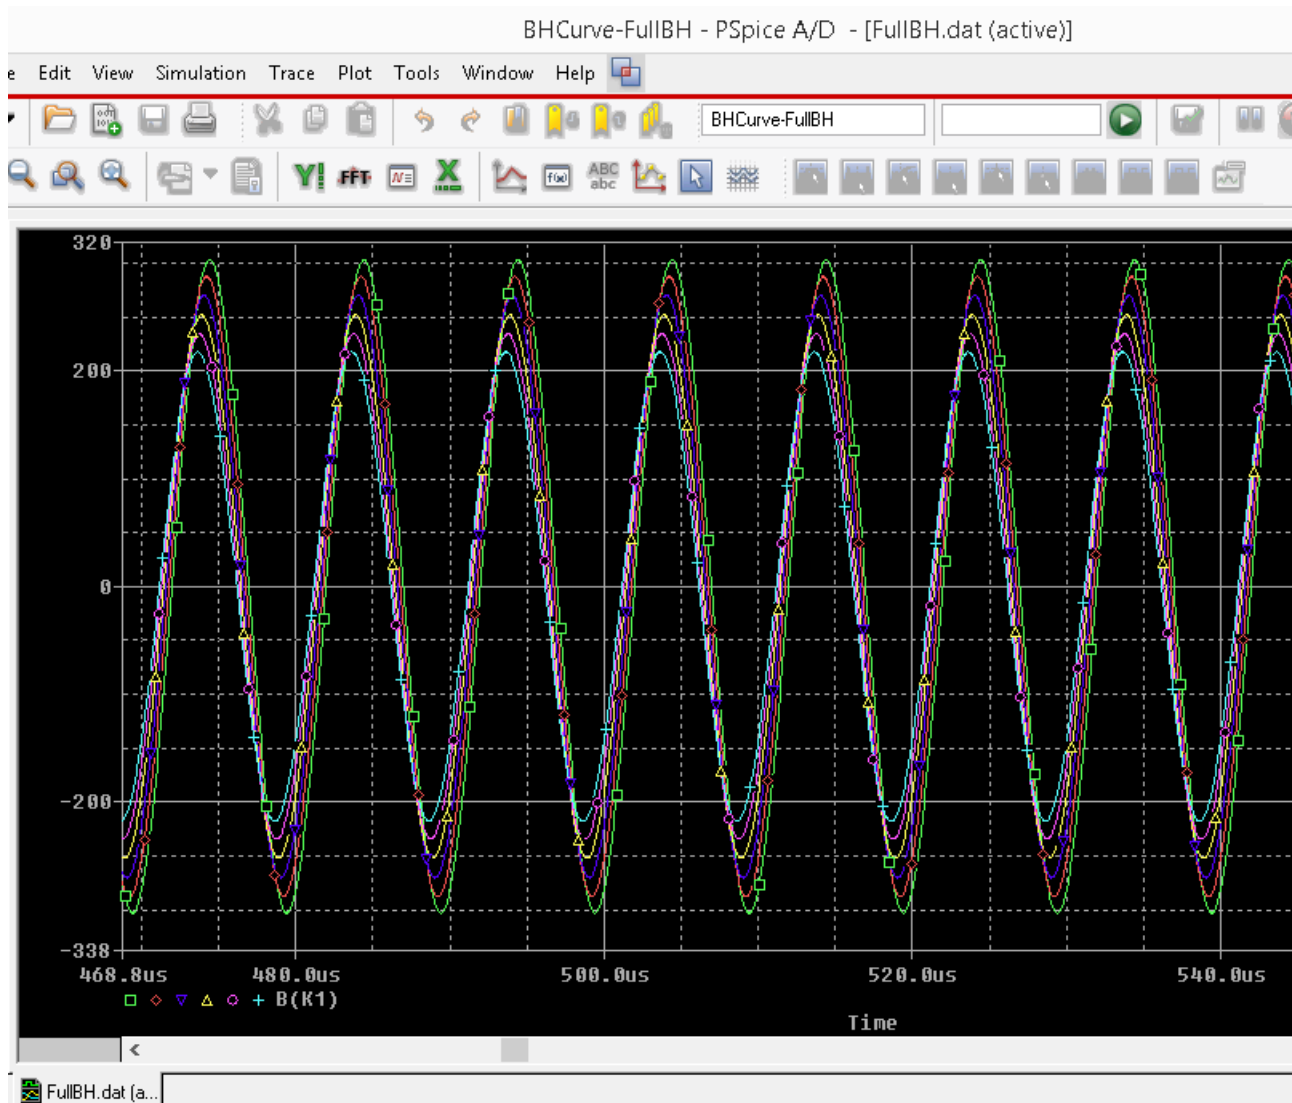 BHCurve-FullBH - PSpice A/D - [FullBH.dat (active)]
e Edit View Simulation Trace Plot Tools Window Help
BHCurve-FullBH
FFT
ABC
abc
320
200
0
-200
-338
468.8us 480.0us 500.0us 520.0us 540.0us
B(K1)
Time
FullBH.dat (a...